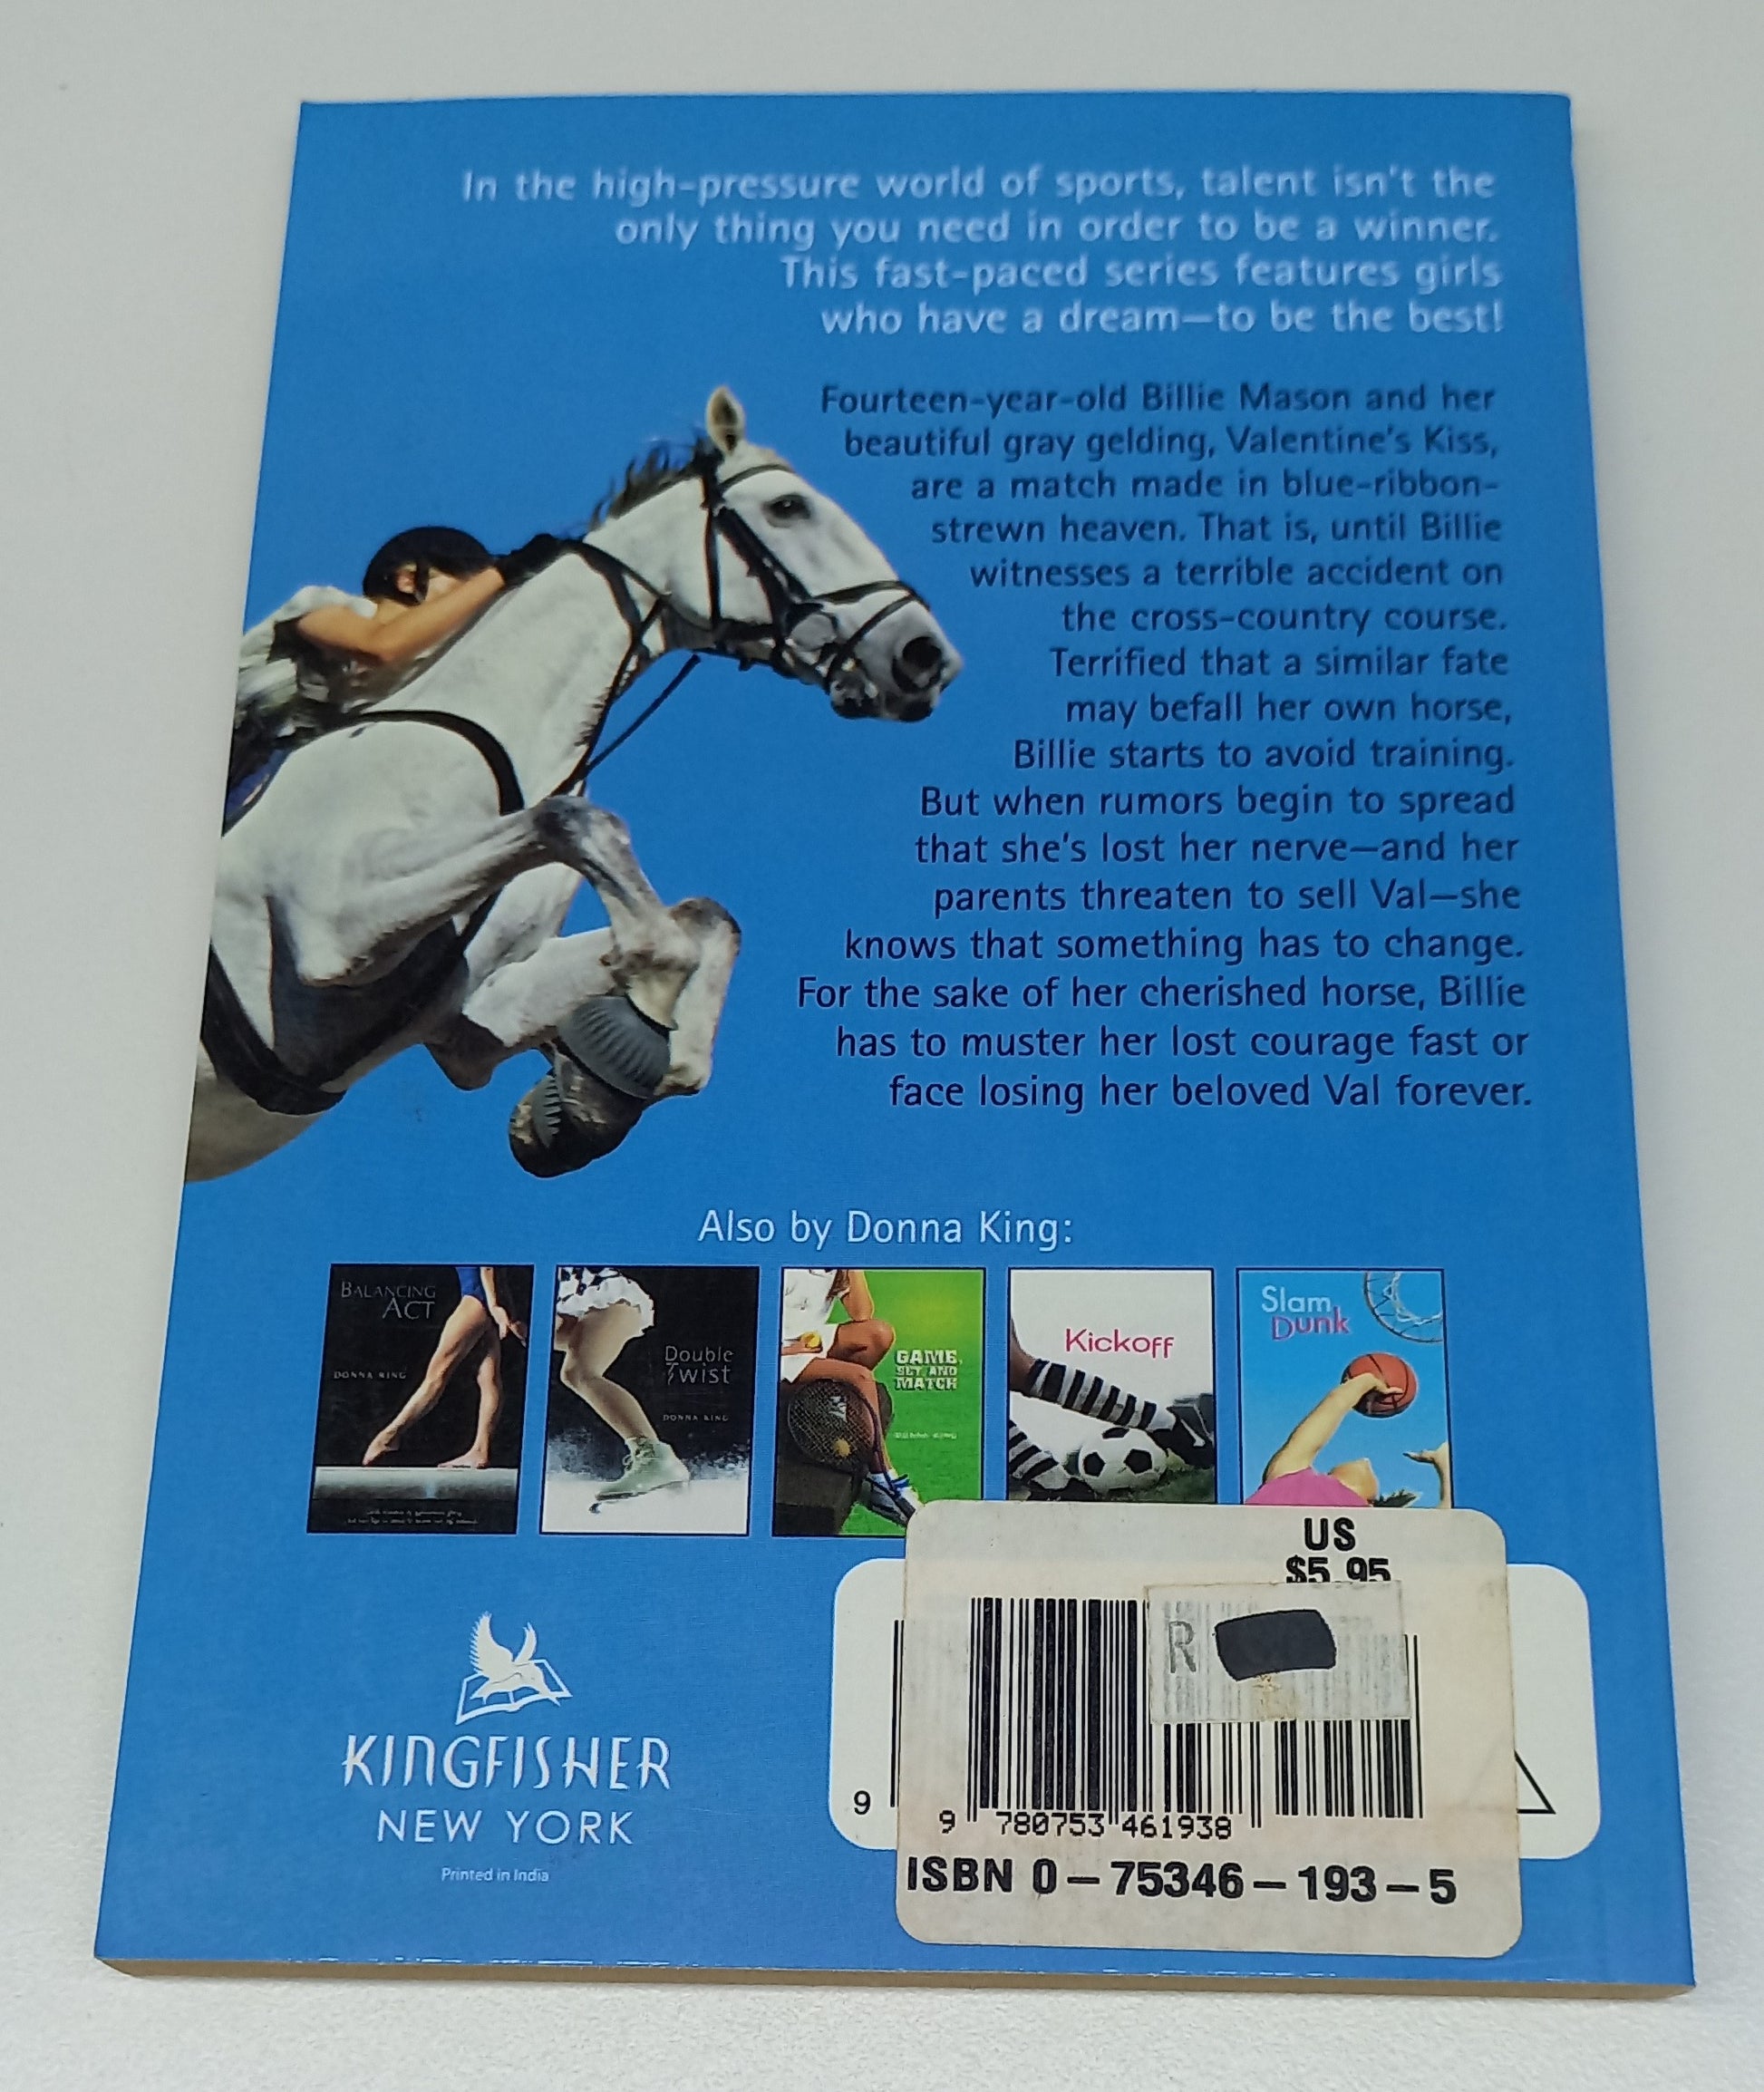 In the high-pressure world of sports, talent isn't the
only thing you need in order to be a winner.
This fast-paced series features girls
who have a dream—to be the best!
Fourteen-year-old Billie Mason and her
beautiful gray gelding, Valentine's Kiss,
are a match made in blue-ribbon-
strewn heaven. That is, until Billie
witnesses a terrible accident on
the cross-country course.
Terrified that a similar fate
may befall her own horse,
Billie starts to avoid training.
But when rumors begin to spread
that she's lost her nerve—and her
parents threaten to sell Val—she
knows that something has to change.
For the sake of her cherished horse, Billie
has to muster her lost courage fast or
face losing her beloved Val forever.
Also by Donna King:
BALANCING
ACT
DONNA KING
Double
Twist
DONNA KING
GAME,
SET AND
MATCH
Kickoff
Slam
Dunk
US
$5.95
R
9
9 780753 461938
ISBN 0-75346-193-5
KINGFISHER
NEW YORK
Printed in India